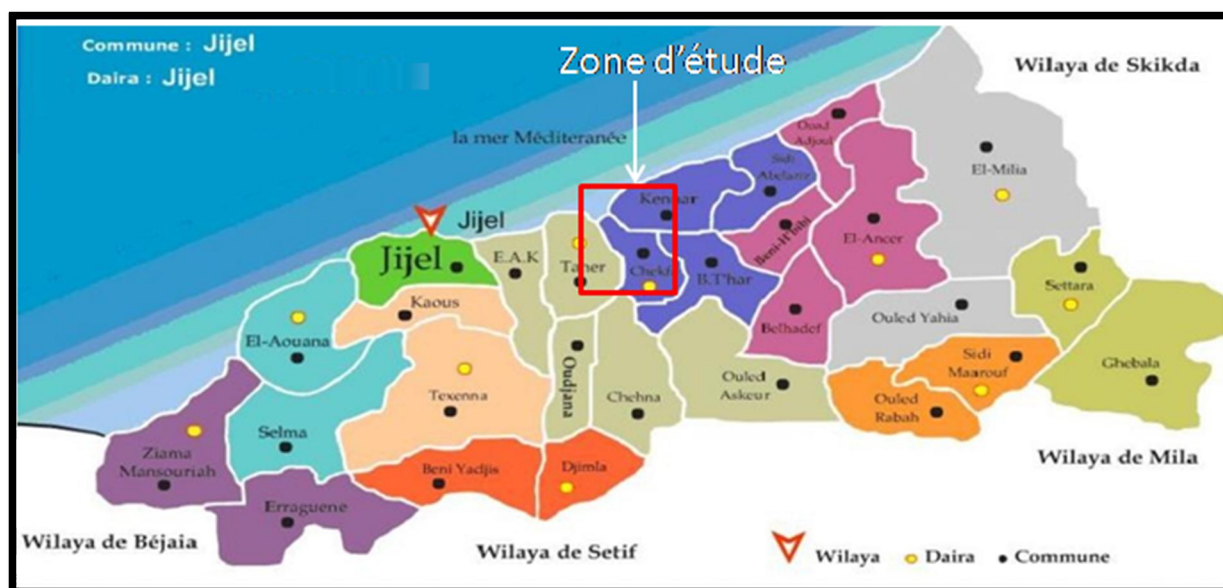 Commune : Jijel
Daira : Jijel
Zone d'étude
Wilaya de Skikda
la mer Méditeranée
Ouad
Adjoul
Sidi
Abelaziz
El-Milia
Kennar
Jijel
Jijel
E.A.K
Taher
Chekfa
B.T'har
Beni-H'bibi
El-Ancer
Settara
Kaous
El-Aouana
Belhadef
Ouled Yahia
Sidi
Maarouf
Ghebala
Texenna
Oudjana
Chehna
Ouled
Askeur
Ouled
Rabah
Selma
Ziama
Mansouriah
Beni Yadjis
Djimla
Erraguene
Wilaya de Mila
Wilaya de Béjaia
Wilaya de Setif
Wilaya
Daira
Commune